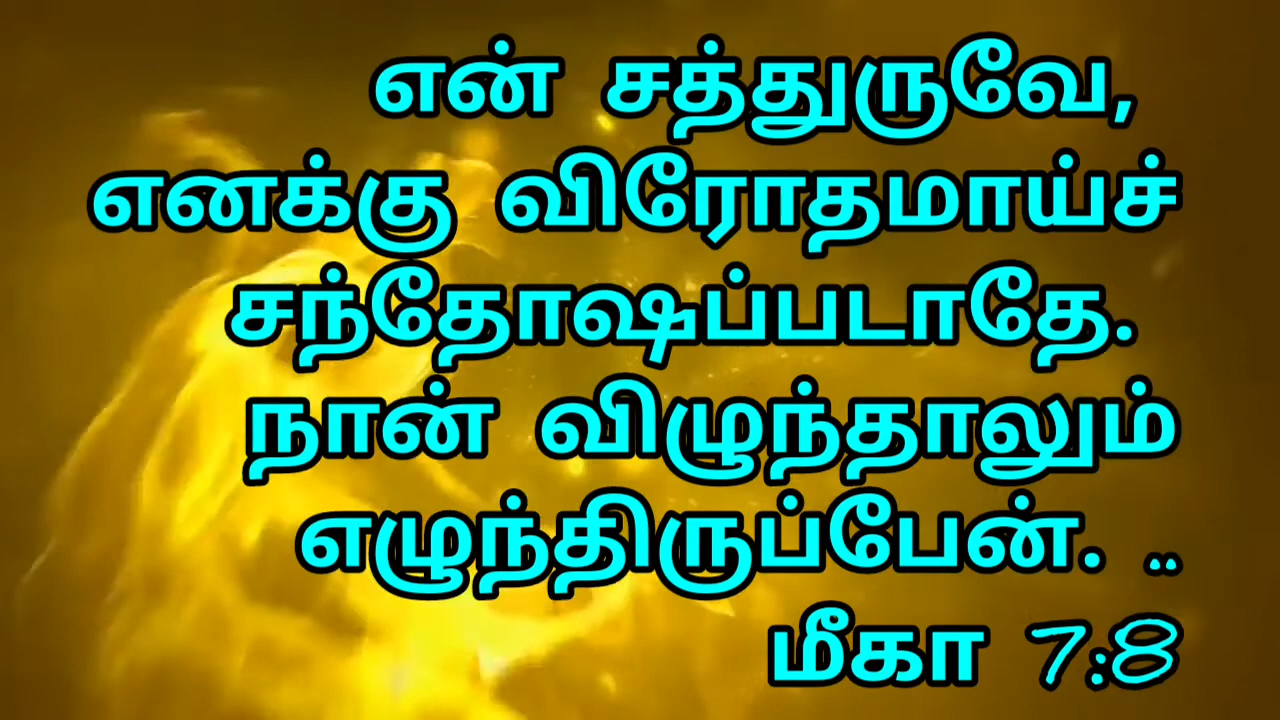 என் சத்துருவே,
எனக்கு விரோதமாய்ச்
சந்தோஷப்படாதே.
நான் விழுந்தாலும்
எழுந்திருப்பேன். ..
மீகா 7:8